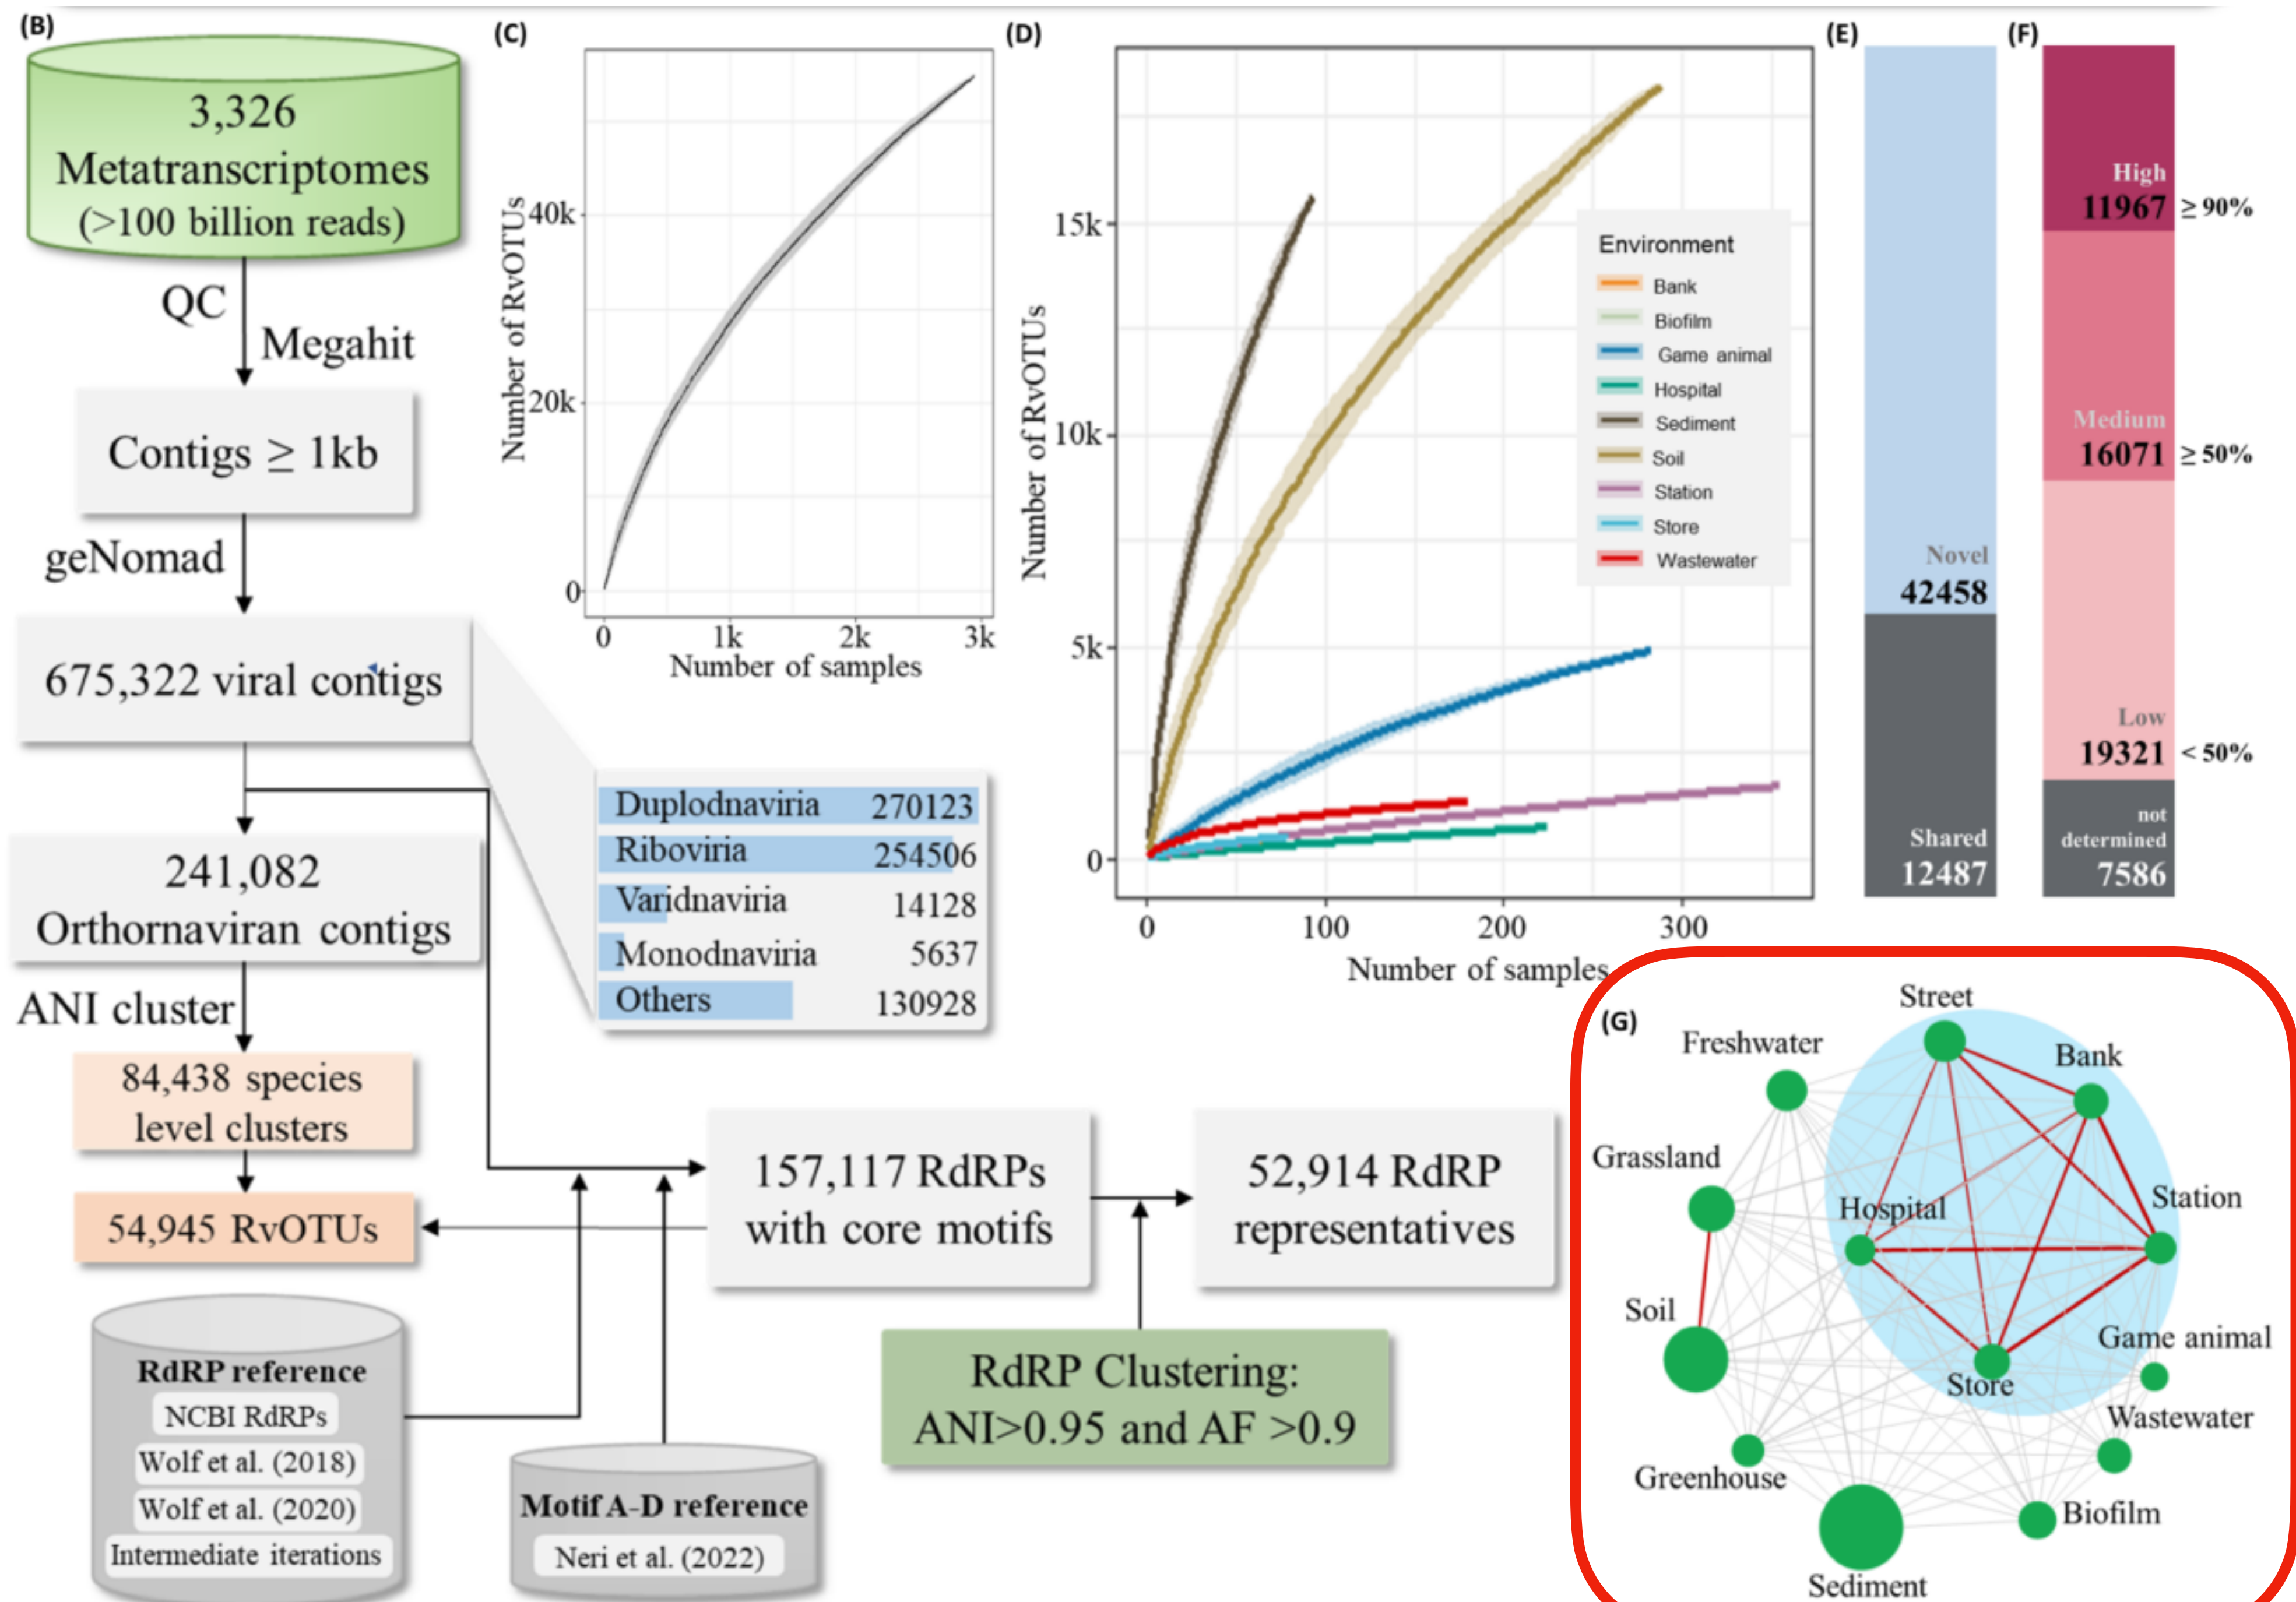 (B)
3,326
Metatranscriptomes
(>100 billion reads)
QC
Megahit
Contigs ≥ 1kb
geNomad
675,322 viral contigs
Duplodnaviria 270123
Riboviria 254506
Varidnaviria 14128
Monodnaviria 5637
Others 130928
241,082
Orthornaviran contigs
ANI cluster
84,438 species
level clusters
54,945 RvOTUs
157,117 RdRPs
with core motifs
52,914 RdRP
representatives
RdRP Clustering:
ANI>0.95 and AF >0.9
RdRP reference
NCBI RdRPs
Wolf et al. (2018)
Wolf et al. (2020)
Intermediate iterations
Motif A-D reference
Neri et al. (2022)
(C)
Number of RvOTUs
40k
20k
0
0 1k 2k 3k
Number of samples
(D)
Number of RvOTUs
15k
10k
5k
0
0 100 200 300
Number of samples
Environment
Bank
Biofilm
Game animal
Hospital
Sediment
Soil
Station
Store
Wastewater
(E)
Novel
42458
Shared
12487
(F)
High
11967 ≥ 90%
Medium
16071 ≥ 50%
Low
19321 < 50%
not
determined
7586
(G)
Street
Freshwater
Bank
Grassland
Hospital
Station
Soil
Game animal
Store
Wastewater
Greenhouse
Biofilm
Sediment